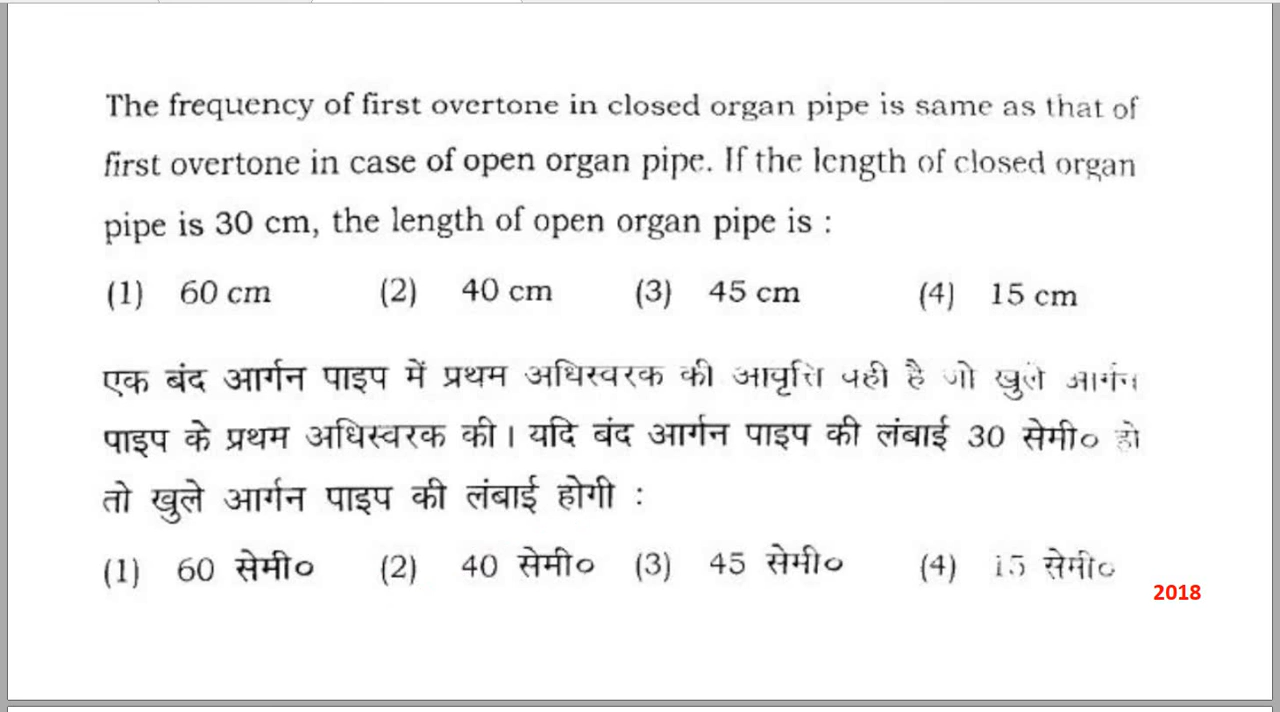 The frequency of first overtone in closed organ pipe is same as that of
first overtone in case of open organ pipe. If the length of closed organ
pipe is 30 cm, the length of open organ pipe is :
(1) 60 cm (2) 40 cm (3) 45 cm (4) 15 cm
एक बंद आर्गन पाइप में प्रथम अधिस्वरक की आवृत्ति वही है जो खुले आर्गन
पाइप के प्रथम अधिस्वरक की । यदि बंद आर्गन पाइप की लंबाई 30 सेमी० हो
तो खुले आर्गन पाइप की लंबाई होगी :
(1) 60 सेमी० (2) 40 सेमी० (3) 45 सेमी० (4) 15 सेमी०
2018